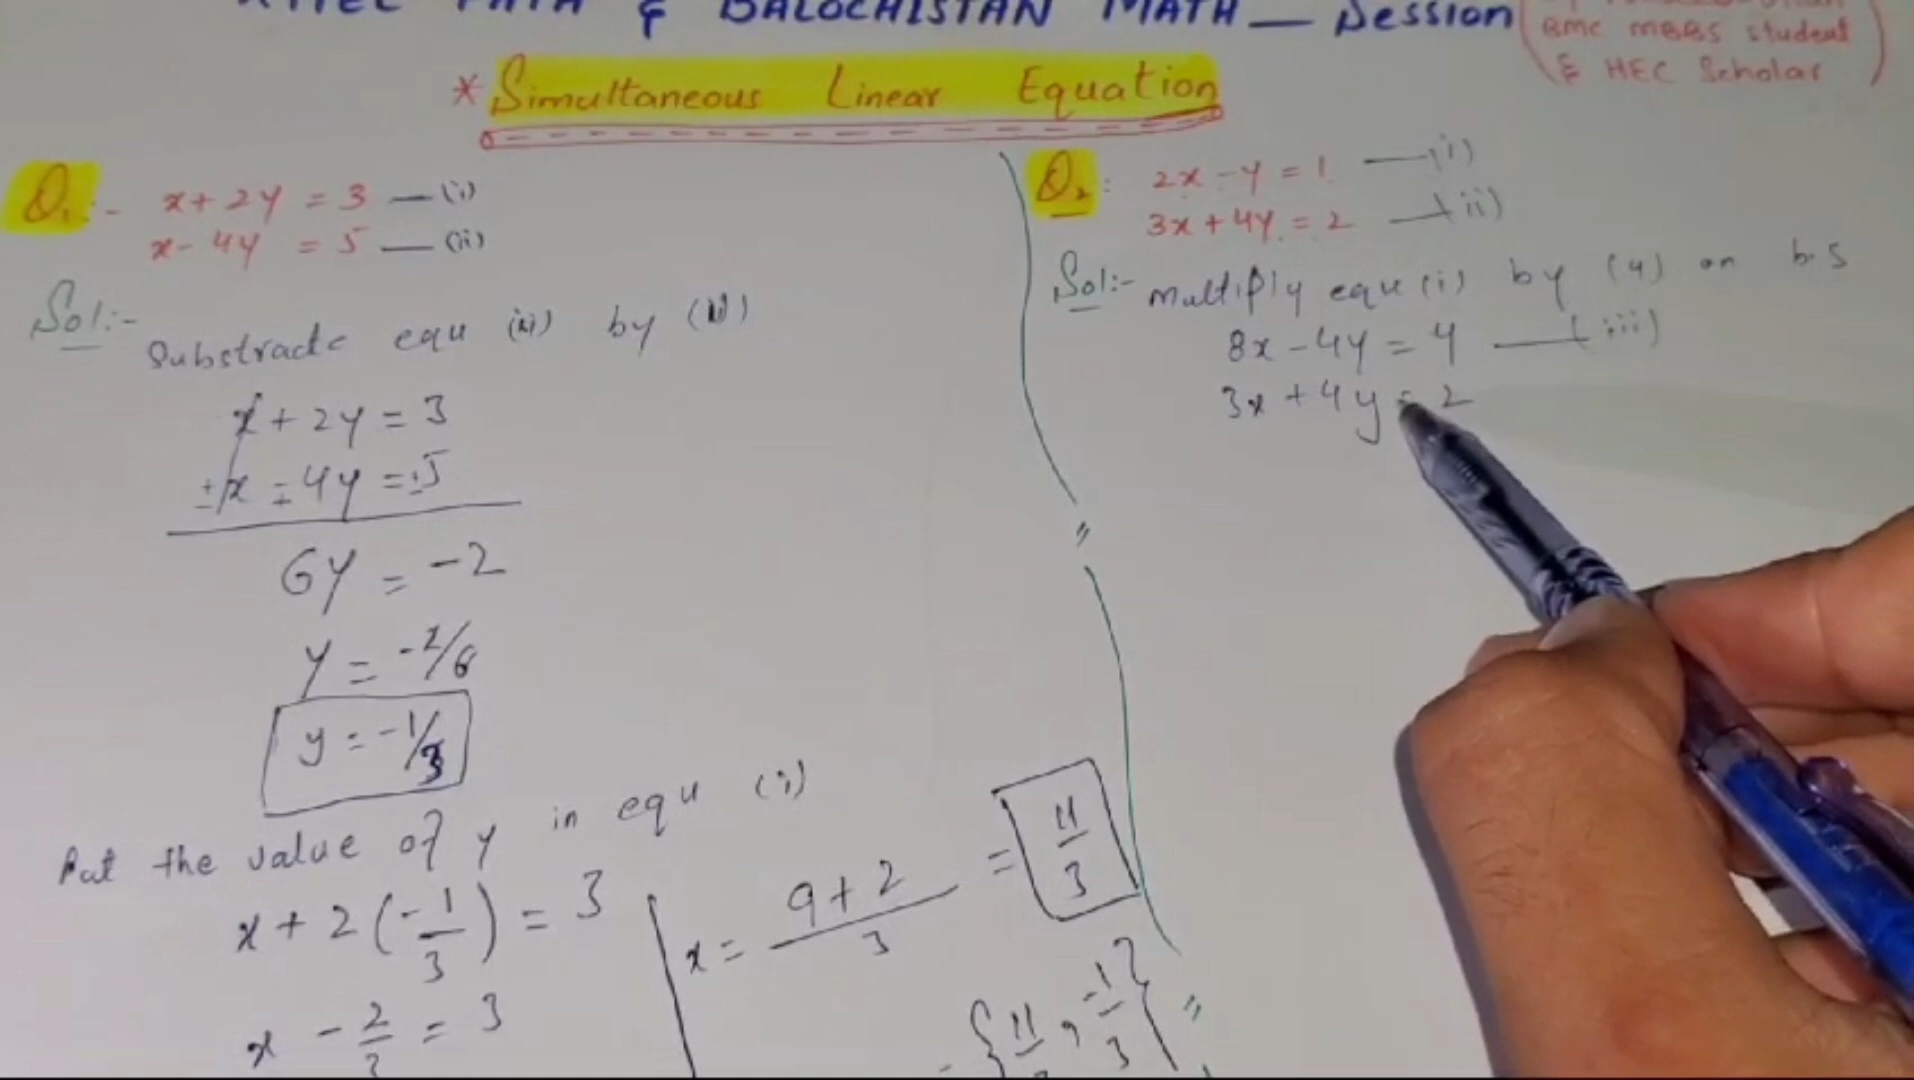 MATH & BALOCHISTAN MATH — Session
BMC MBBS student
& HEC Scholar
* Simultaneous Linear Equation
Q1:- x + 2y = 3 — (i)
x - 4y = 5 — (ii)
Sol:-
Substrade equ (ii) by (i)
x + 2y = 3
±x ∓ 4y = ±5
6y = -2
y = -2/6
y = -1/3
Put the value of y in equ (i)
x + 2(-1/3) = 3
x - 2/3 = 3
x = 9+2/3 = 11/3
{11/3, -1/3}
Q2: 2x - y = 1 — (i)
3x + 4y = 2 — (ii)
Sol:- Multiply equ (i) by (4) on b.s
8x - 4y = 4 — (iii)
3x + 4y = 2